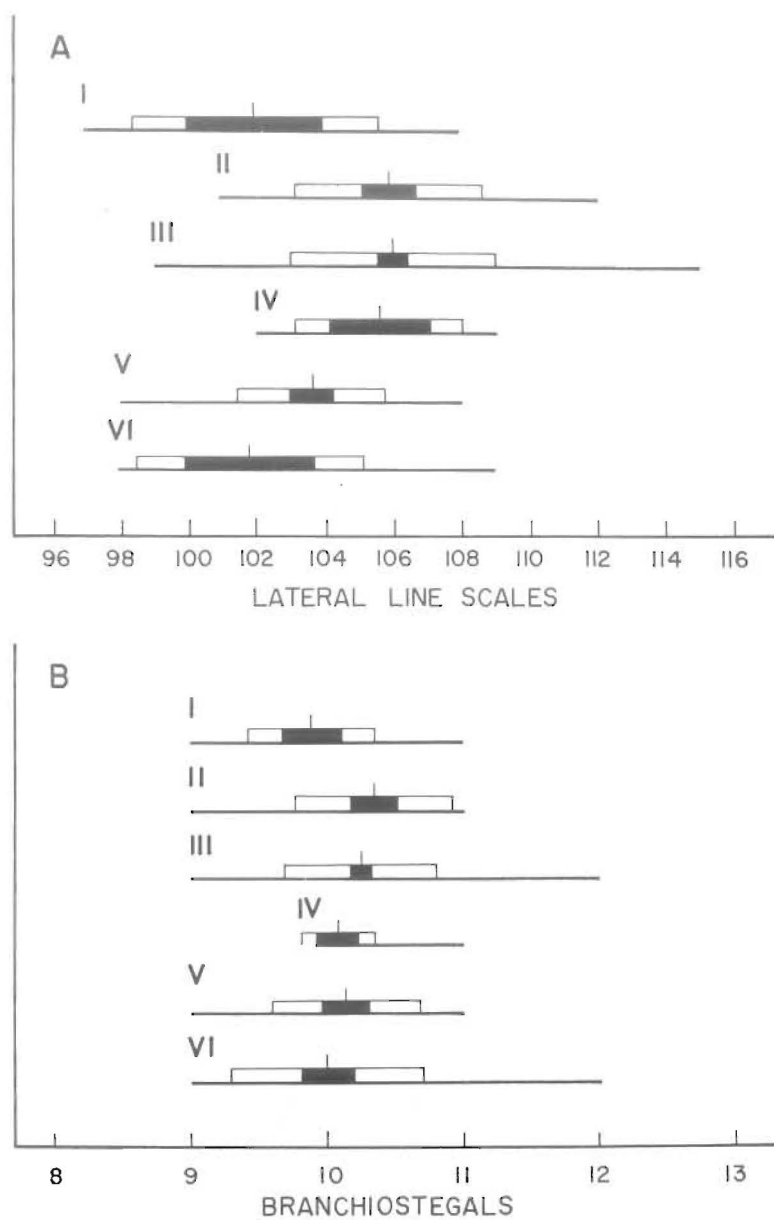 A
I
II
III
IV
V
VI
96 98 100 102 104 106 108 110 112 114 116
LATERAL LINE SCALES
B
I
II
III
IV
V
VI
8 9 10 11 12 13
BRANCHIOSTEGALS